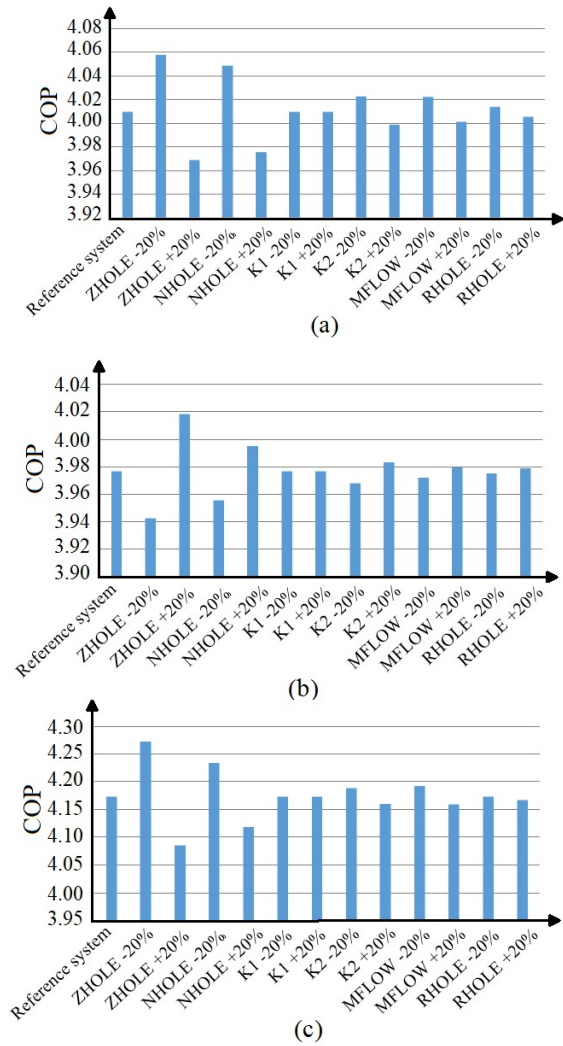 4.08
4.06
4.04
4.02
4.00
3.98
3.96
3.94
3.92
COP
Reference system
ZHOLE -20%
ZHOLE +20%
NHOLE -20%
NHOLE +20%
K1 -20%
K1 +20%
K2 -20%
K2 +20%
MFLOW -20%
MFLOW +20%
RHOLE -20%
RHOLE +20%
(a)
4.04
4.02
4.00
3.98
3.96
3.94
3.92
3.90
COP
Reference system
ZHOLE -20%
ZHOLE +20%
NHOLE -20%
NHOLE +20%
K1 -20%
K1 +20%
K2 -20%
K2 +20%
MFLOW -20%
MFLOW +20%
RHOLE -20%
RHOLE +20%
(b)
4.30
4.25
4.20
4.15
4.10
4.05
4.00
3.95
COP
Reference system
ZHOLE -20%
ZHOLE +20%
NHOLE -20%
NHOLE +20%
K1 -20%
K1 +20%
K2 -20%
K2 +20%
MFLOW -20%
MFLOW +20%
RHOLE -20%
RHOLE +20%
(c)